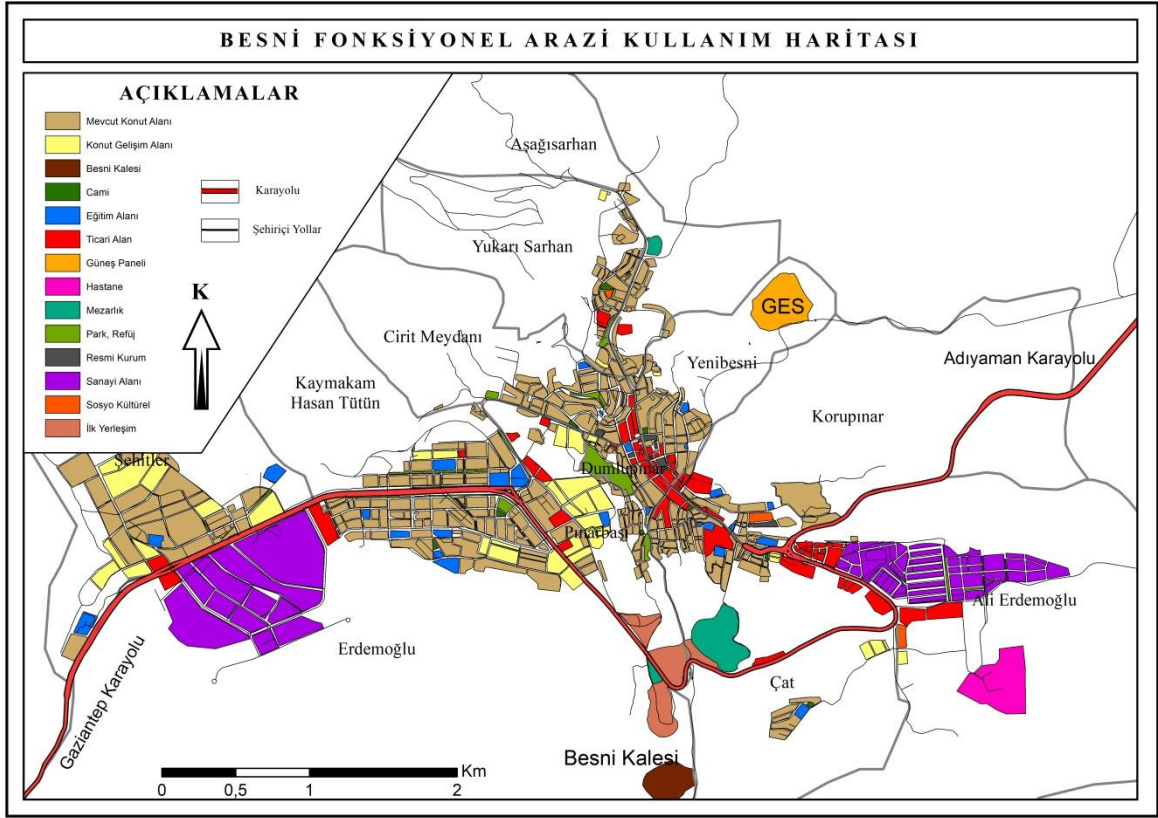 BESNİ FONKSİYONEL ARAZİ KULLANIM HARİTASI
AÇIKLAMALAR
Mevcut Konut Alanı
Konut Gelişim Alanı
Besni Kalesi
Cami
Eğitim Alanı
Ticari Alan
Güneş Paneli
Hastane
Mezarlık
Park, Refüj
Resmi Kurum
Sanayi Alanı
Sosyo Kültürel
İlk Yerleşim
Karayolu
Şehiriçi Yollar
K
Aşağısarhan
Yukarı Sarhan
GES
Cirit Meydanı
Yenibesni
Adıyaman Karayolu
Kaymakam
Hasan Tütün
Korupınar
Şehitler
Dumlupınar
Pınarbaşı
Ali Erdemoğlu
Erdemoğlu
Gaziantep Karayolu
Çat
Besni Kalesi
Km
0 0,5 1 2